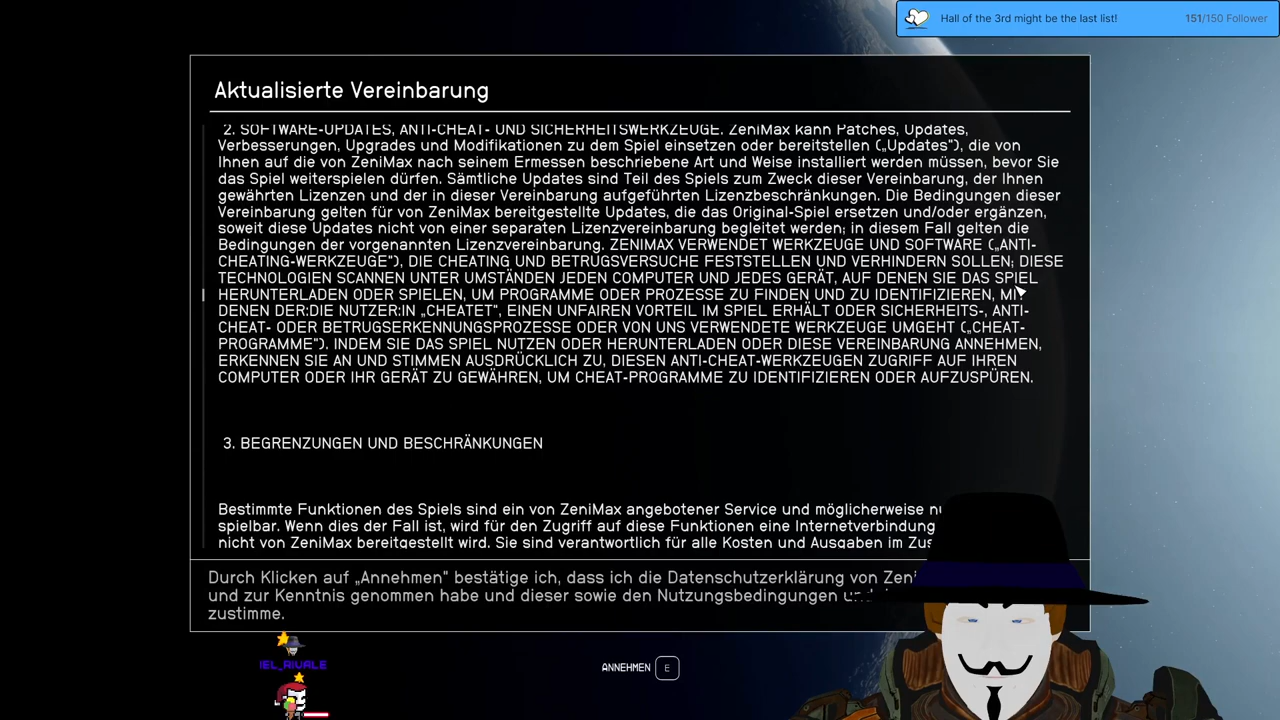 Hall of the 3rd might be the last list!
151/150 Follower
Aktualisierte Vereinbarung
2. SOFTWARE-UPDATES, ANTI-CHEAT- UND SICHERHEITSWERKZEUGE. ZeniMax kann Patches, Updates,
Verbesserungen, Upgrades und Modifikationen zu dem Spiel einsetzen oder bereitstellen („Updates"), die von
Ihnen auf die von ZeniMax nach seinem Ermessen beschriebene Art und Weise installiert werden müssen, bevor Sie
das Spiel weiterspielen dürfen. Sämtliche Updates sind Teil des Spiels zum Zweck dieser Vereinbarung, der Ihnen
gewährten Lizenzen und der in dieser Vereinbarung aufgeführten Lizenzbeschränkungen. Die Bedingungen dieser
Vereinbarung gelten für von ZeniMax bereitgestellte Updates, die das Original-Spiel ersetzen und/oder ergänzen,
soweit diese Updates nicht von einer separaten Lizenzvereinbarung begleitet werden; in diesem Fall gelten die
Bedingungen der vorgenannten Lizenzvereinbarung. ZENIMAX VERWENDET WERKZEUGE UND SOFTWARE („ANTI-
CHEATING-WERKZEUGE"), DIE CHEATING UND BETRUGSVERSUCHE FESTSTELLEN UND VERHINDERN SOLLEN; DIESE
TECHNOLOGIEN SCANNEN UNTER UMSTÄNDEN JEDEN COMPUTER UND JEDES GERÄT, AUF DENEN SIE DAS SPIEL
HERUNTERLADEN ODER SPIELEN, UM PROGRAMME ODER PROZESSE ZU FINDEN UND ZU IDENTIFIZIEREN, MIT
DENEN DER:DIE NUTZER:IN „CHEATET", EINEN UNFAIREN VORTEIL IM SPIEL ERHÄLT ODER SICHERHEITS-, ANTI-
CHEAT- ODER BETRUGSERKENNUNGSPROZESSE ODER VON UNS VERWENDETE WERKZEUGE UMGEHT („CHEAT-
PROGRAMME"). INDEM SIE DAS SPIEL NUTZEN ODER HERUNTERLADEN ODER DIESE VEREINBARUNG ANNEHMEN,
ERKENNEN SIE AN UND STIMMEN AUSDRÜCKLICH ZU, DIESEN ANTI-CHEAT-WERKZEUGEN ZUGRIFF AUF IHREN
COMPUTER ODER IHR GERÄT ZU GEWÄHREN, UM CHEAT-PROGRAMME ZU IDENTIFIZIEREN ODER AUFZUSPÜREN.
3. BEGRENZUNGEN UND BESCHRÄNKUNGEN
Bestimmte Funktionen des Spiels sind ein von ZeniMax angebotener Service und möglicherweise
spielbar. Wenn dies der Fall ist, wird für den Zugriff auf diese Funktionen eine Internetverbindung
nicht von ZeniMax bereitgestellt wird. Sie sind verantwortlich für alle Kosten und Ausgaben im
Durch Klicken auf „Annehmen" bestätige ich, dass ich die Datenschutzerklärung von
und zur Kenntnis genommen habe und dieser sowie den Nutzungsbedingungen
zustimme.
IEL_RIVALE
ANNEHMEN E